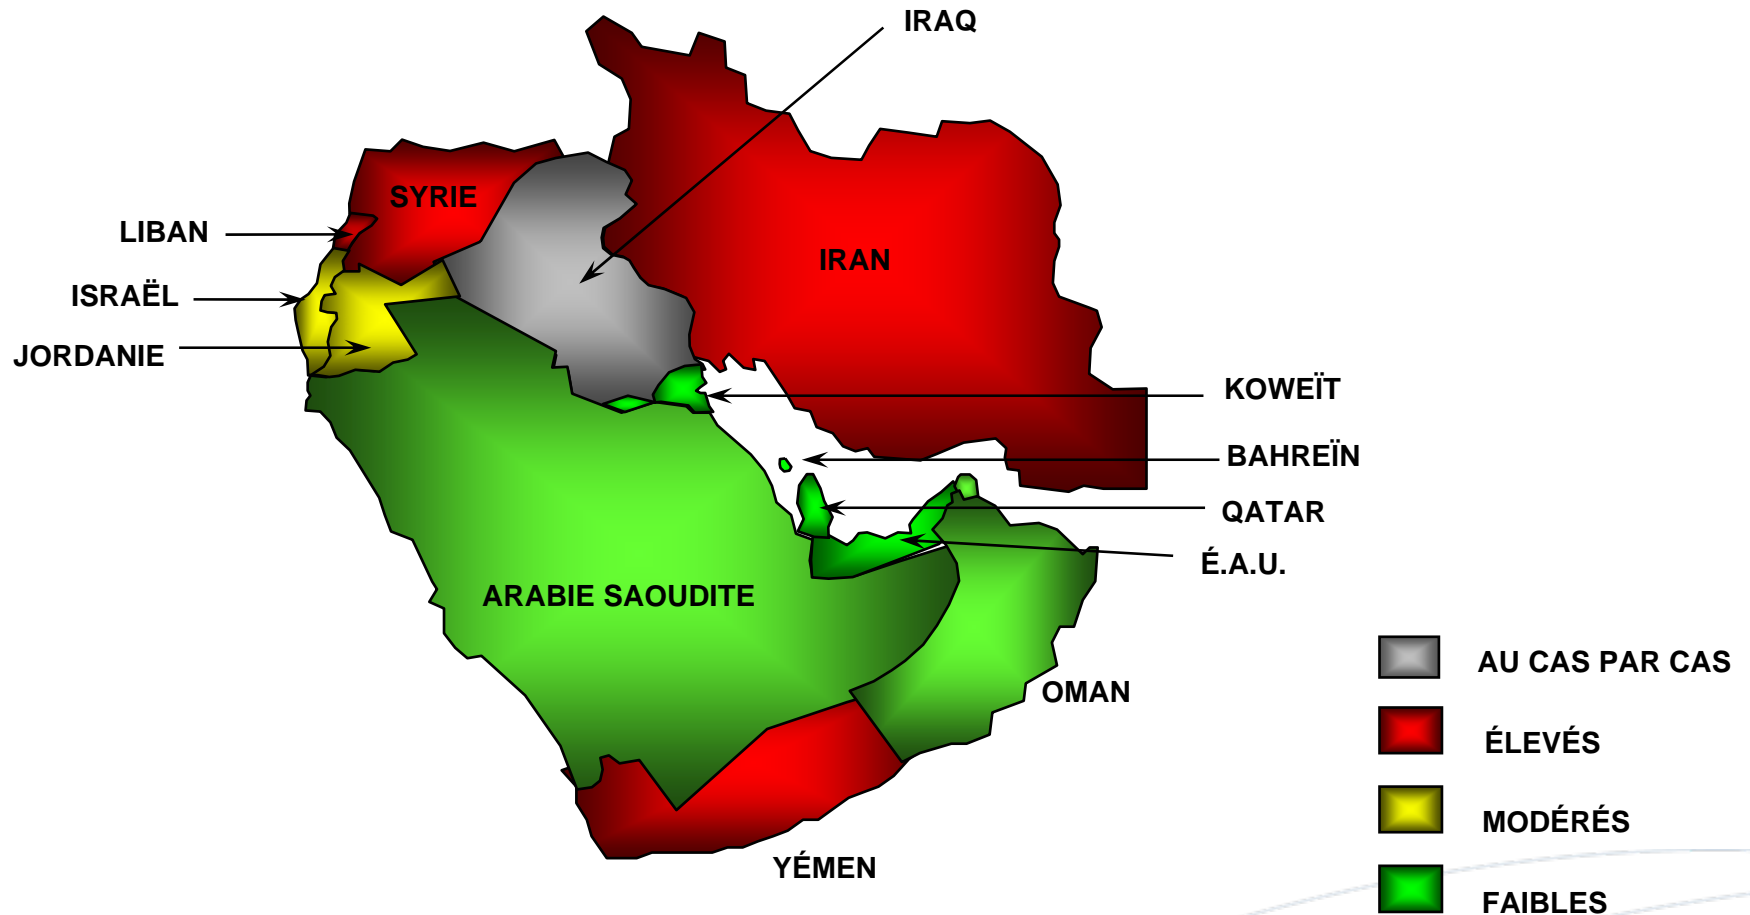 IRAQ
SYRIE
LIBAN
IRAN
ISRAËL
JORDANIE
KOWEÏT
BAHREÏN
QATAR
É.A.U.
ARABIE SAOUDITE
OMAN
YÉMEN
AU CAS PAR CAS
ÉLEVÉS
MODÉRÉS
FAIBLES